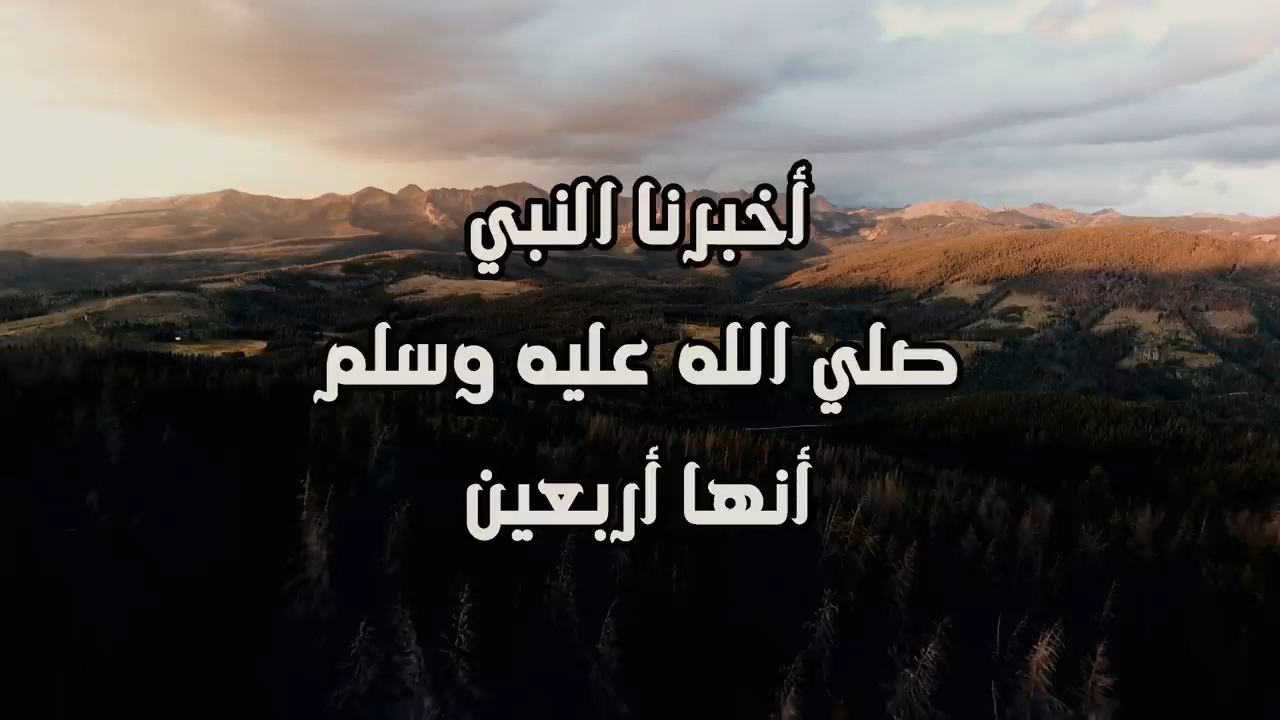 أخبرنا النبي
صلي الله عليه وسلم
أنها أربعين